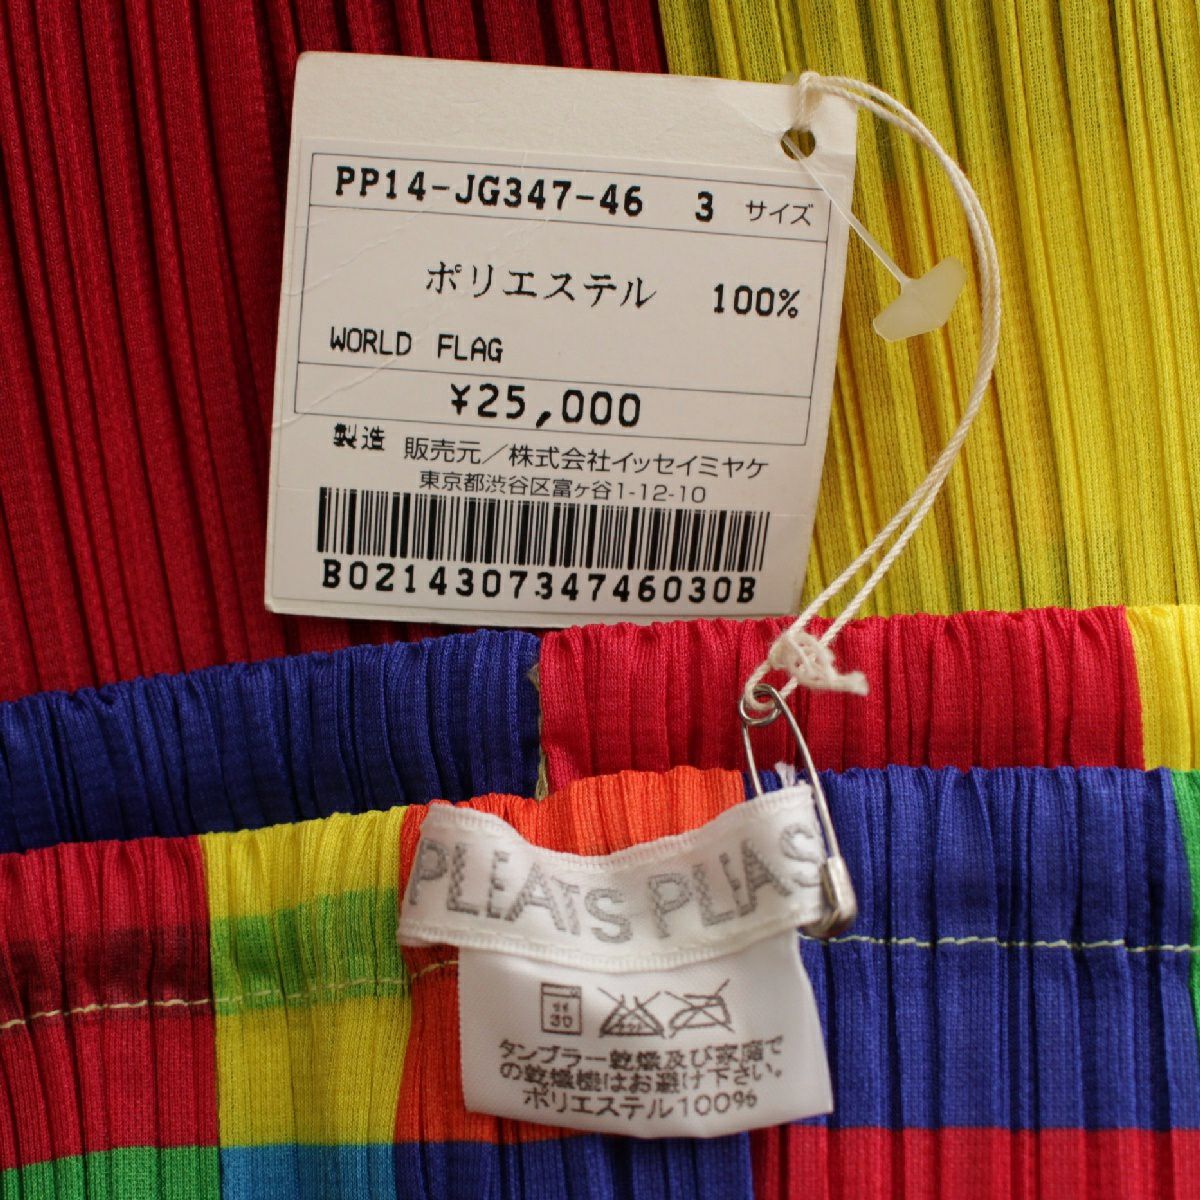 PP14-JG347-46 3 サイズ
ポリエステル 100%
WORLD FLAG
¥25,000
製造 販売元/株式会社イッセイミヤケ
東京都渋谷区富ヶ谷1-12-10
B021430734746030B
PLEATS PLEAS
弱 30
タンブラー乾燥及び家庭で
の乾燥機はお避け下さい。
ポリエステル100%